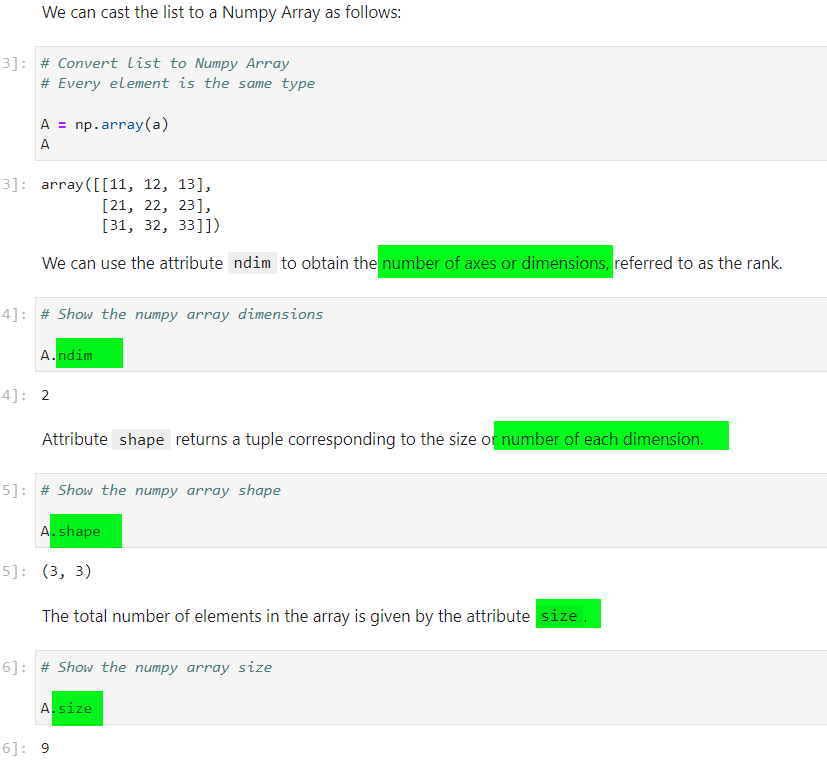 We can cast the list to a Numpy Array as follows:
3]: # Convert list to Numpy Array
# Every element is the same type
A = np.array(a)
A
3]: array([[11, 12, 13],
[21, 22, 23],
[31, 32, 33]])
We can use the attribute ndim to obtain the number of axes or dimensions, referred to as the rank.
4]: # Show the numpy array dimensions
A.ndim
4]: 2
Attribute shape returns a tuple corresponding to the size or number of each dimension.
5]: # Show the numpy array shape
A.shape
5]: (3, 3)
The total number of elements in the array is given by the attribute size .
6]: # Show the numpy array size
A.size
6]: 9